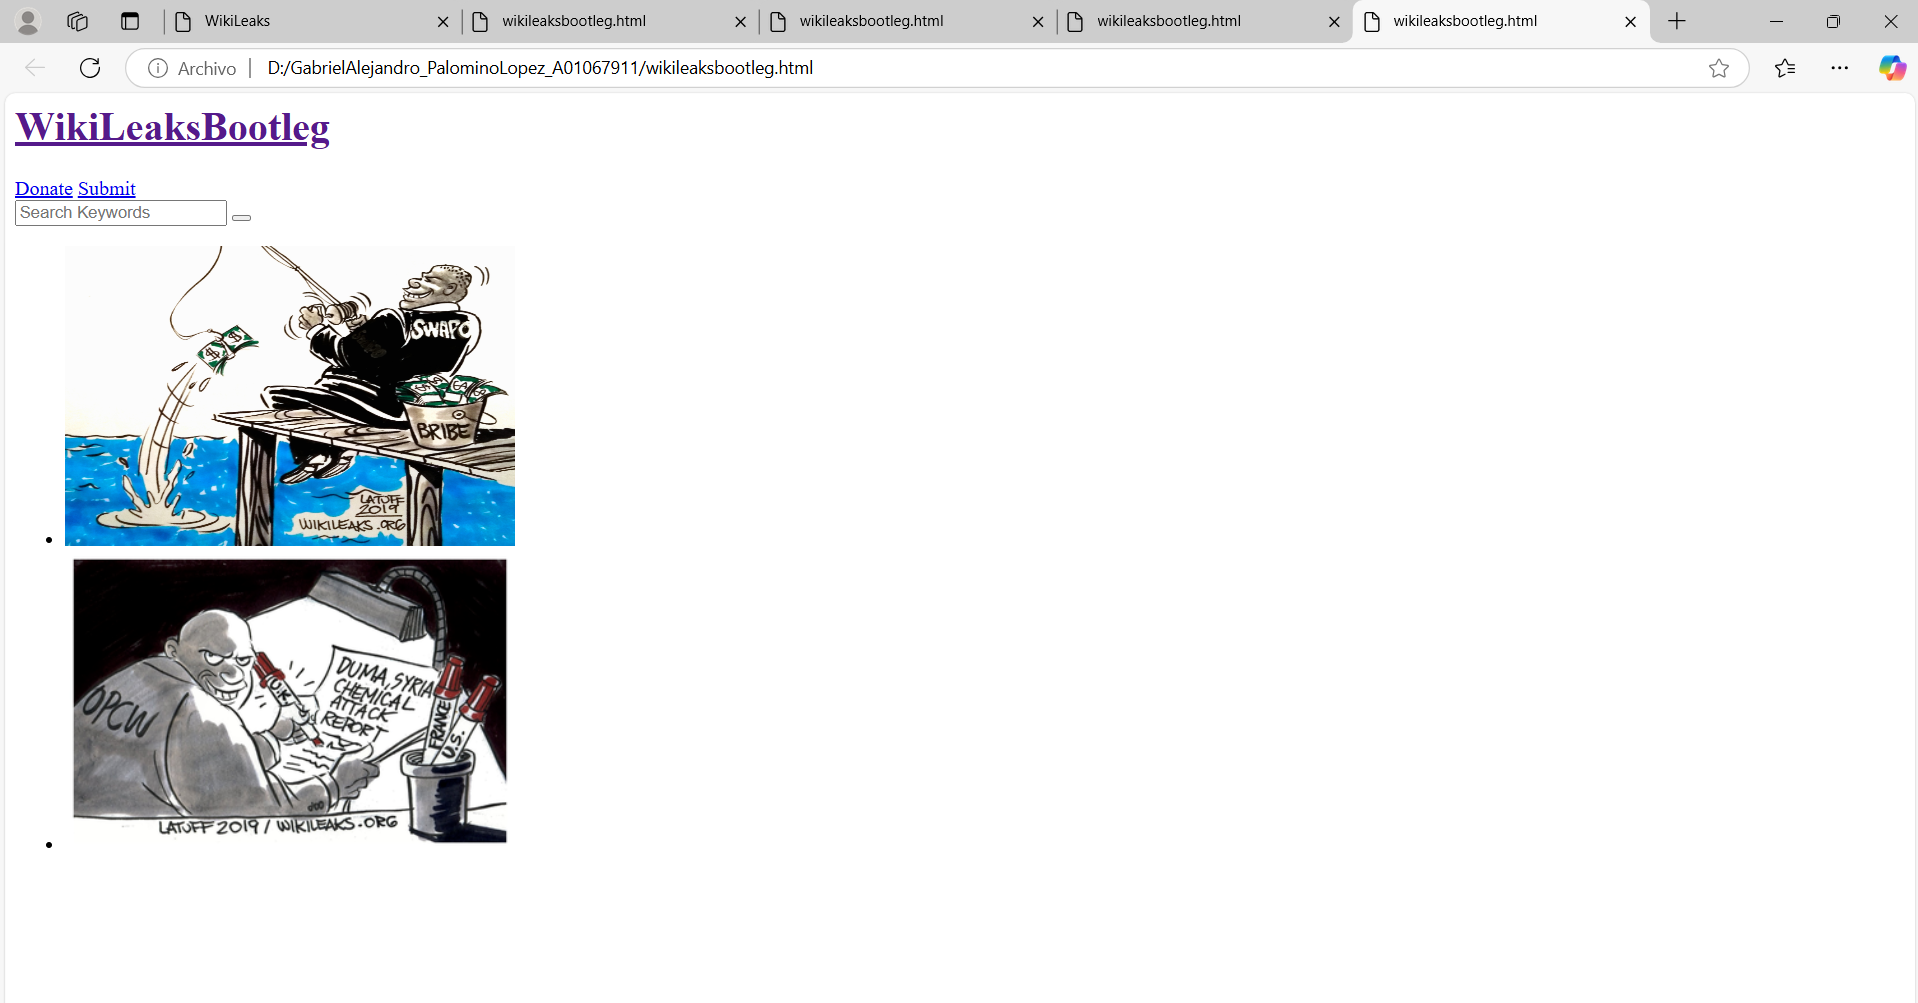 WikiLeaks
wikileaksbootleg.html
wikileaksbootleg.html
wikileaksbootleg.html
wikileaksbootleg.html
Archivo
D:/GabrielAlejandro_PalominoLopez_A01067911/wikileaksbootleg.html
WikiLeaksBootleg
Donate Submit
Search Keywords
SWAPO
BRIBE
LATUFF
2019
WIKILEAKS.ORG
OPCW
U.K.
DUMA, SYRIA
CHEMICAL
ATTACK
REPORT
FRANCE
U.S.
LATUFF 2019 / WIKILEAKS.ORG